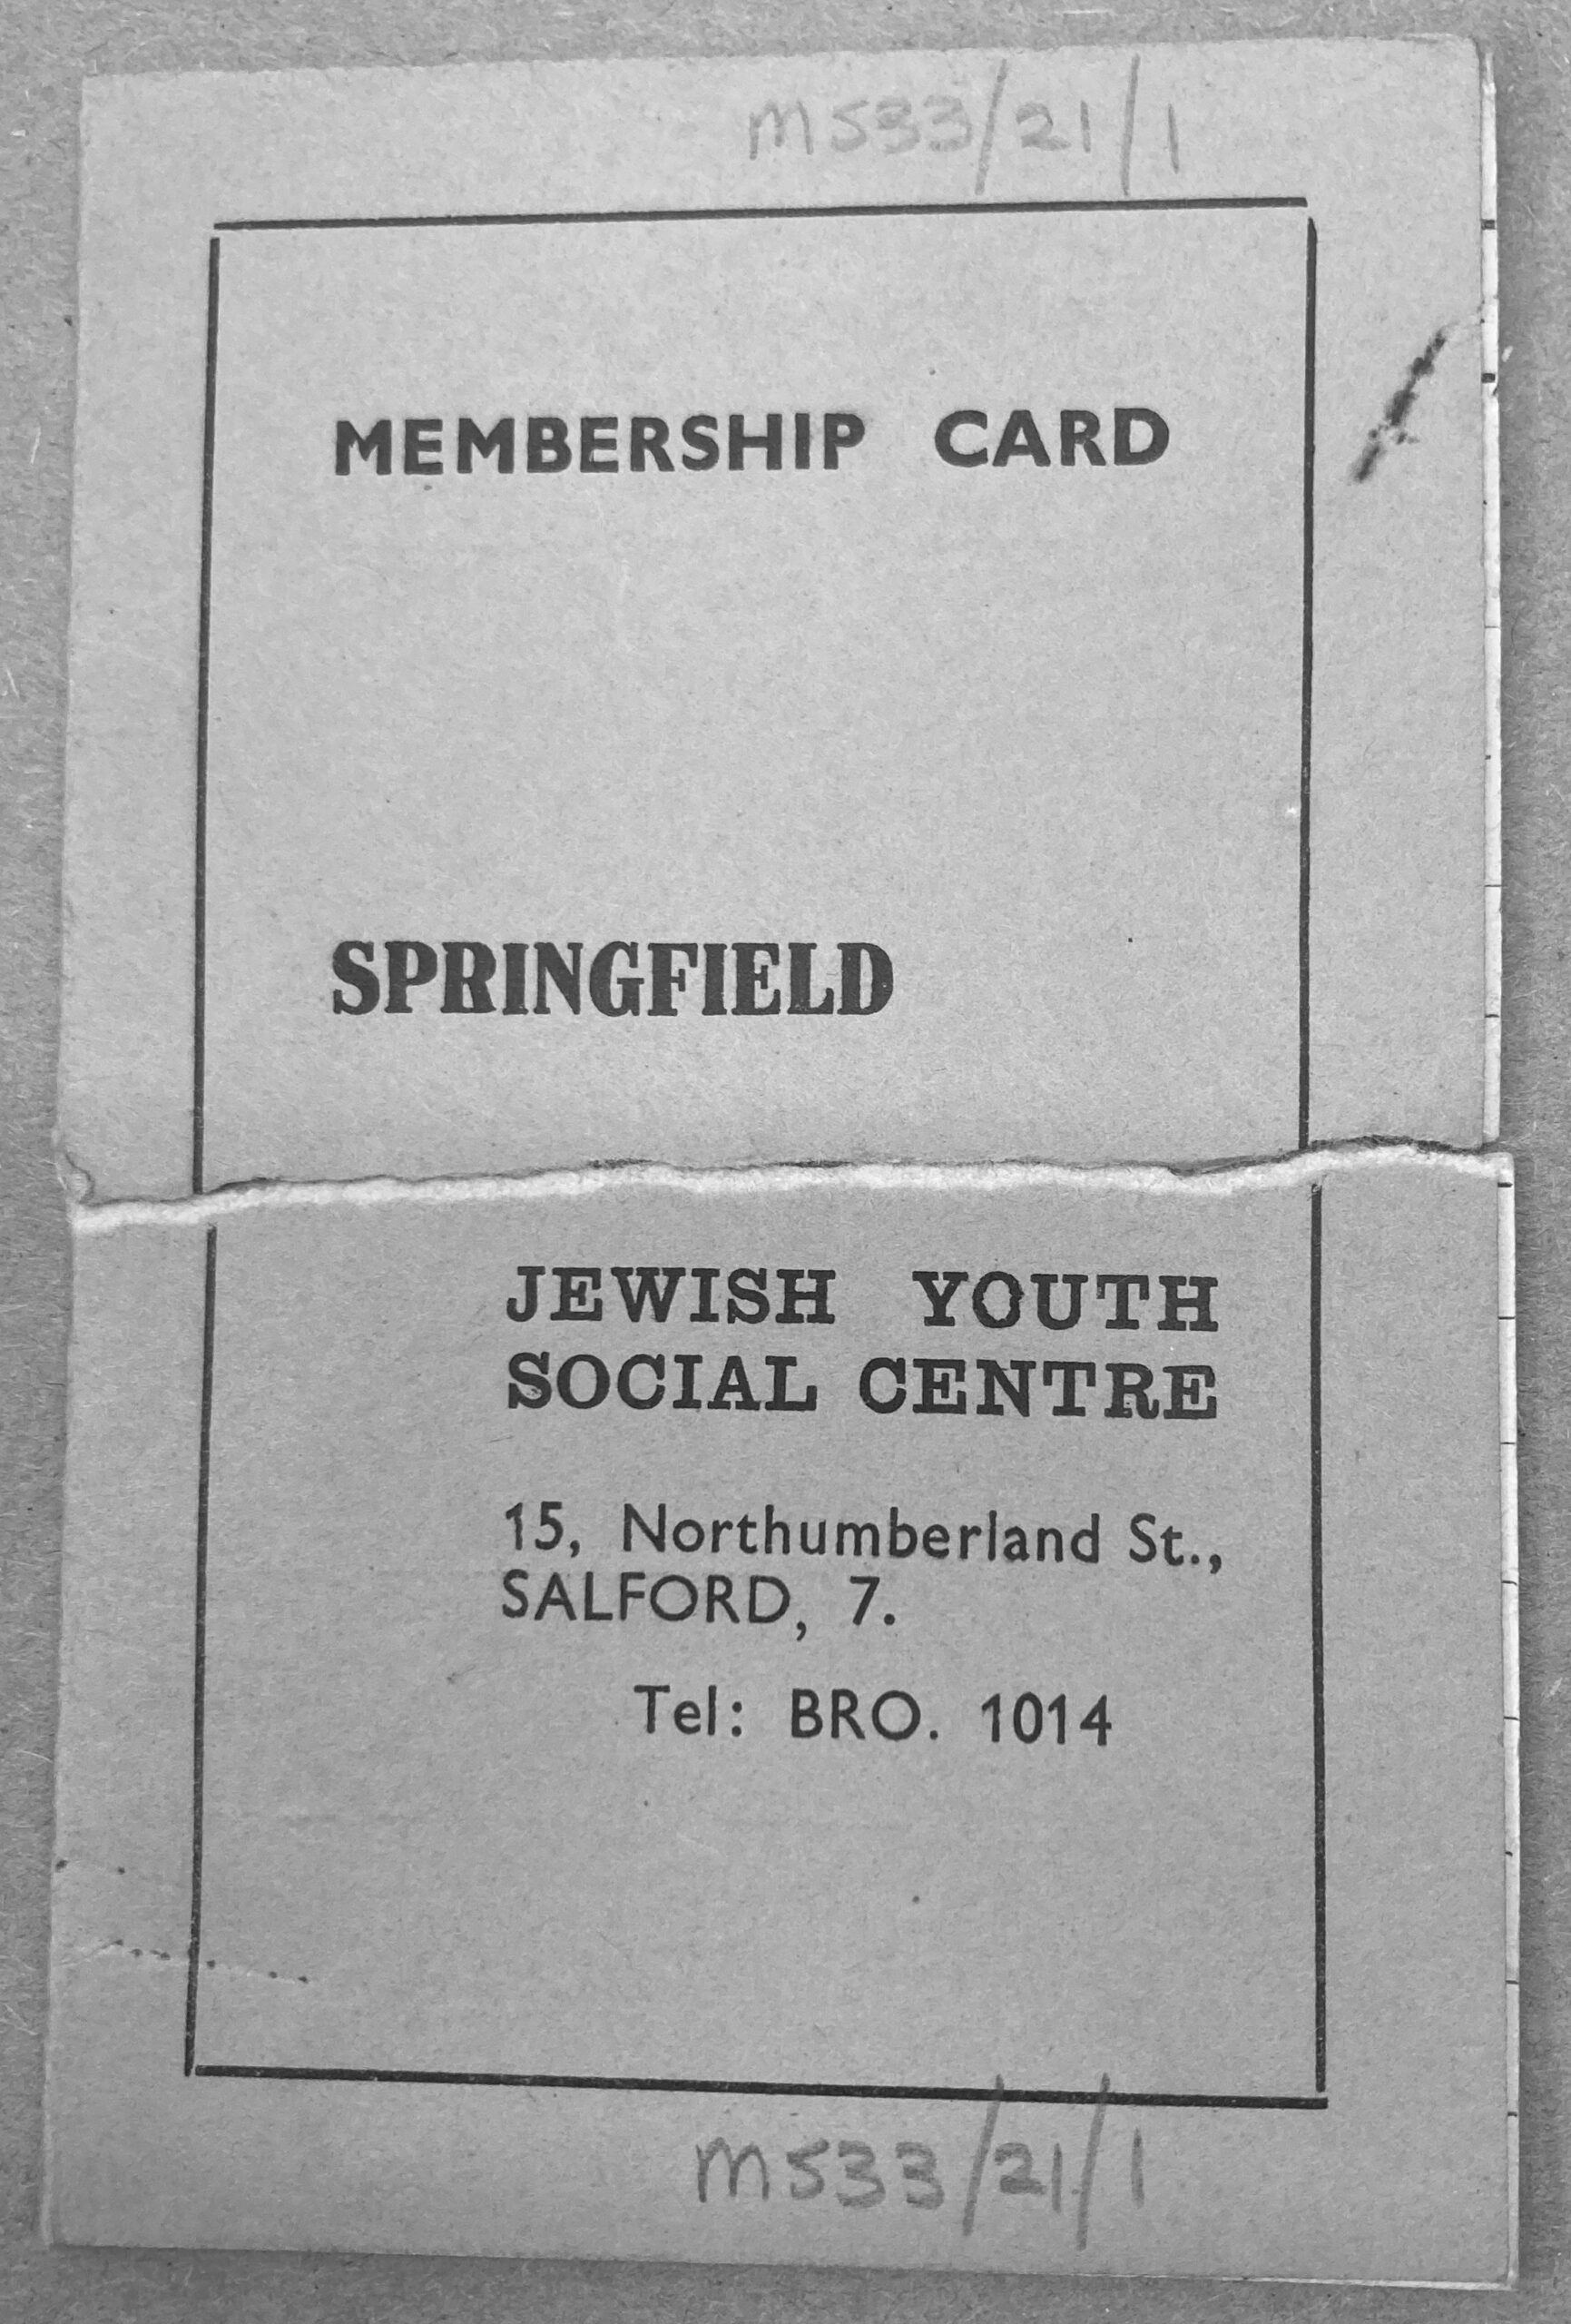 M533/21/1
MEMBERSHIP CARD
SPRINGFIELD
JEWISH YOUTH
SOCIAL CENTRE
15, Northumberland St.,
SALFORD, 7.
Tel: BRO. 1014
M533/21/1